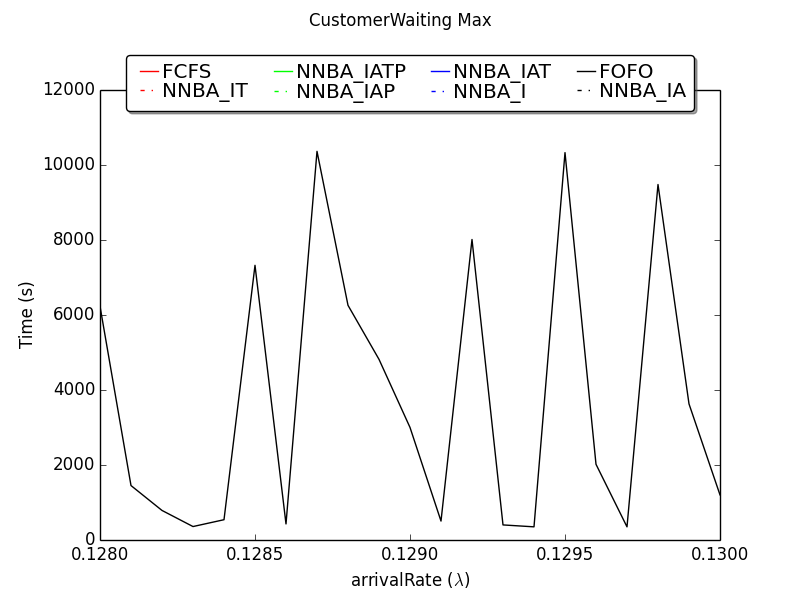 CustomerWaiting Max
FCFS NNBA_IATP NNBA_IAT FOFO
NNBA_IT NNBA_IAP NNBA_I NNBA_IA
12000
10000
8000
6000
4000
2000
0
Time (s)
0.1280 0.1285 0.1290 0.1295 0.1300
arrivalRate (λ)